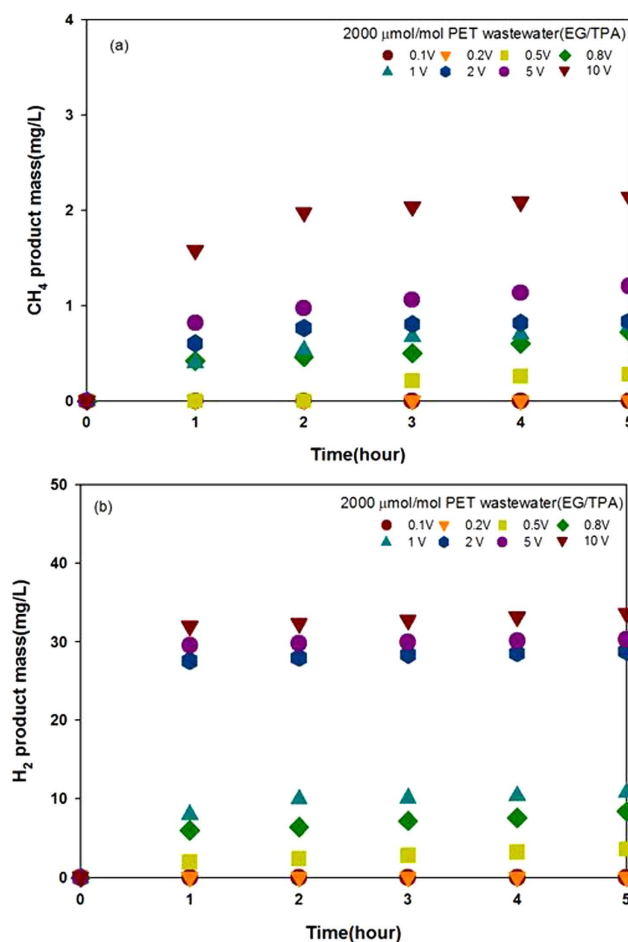 (a)
2000 μmol/mol PET wastewater(EG/TPA)
0.1V 0.2V 0.5V 0.8V
1 V 2 V 5 V 10 V
CH4 product mass(mg/L)
4
3
2
1
0
0 1 2 3 4 5
Time(hour)
(b)
2000 μmol/mol PET wastewater(EG/TPA)
0.1V 0.2V 0.5V 0.8V
1 V 2 V 5 V 10 V
H2 product mass(mg/L)
50
40
30
20
10
0
0 1 2 3 4 5
Time(hour)